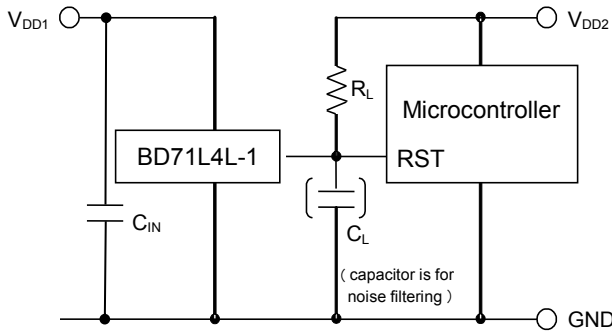 VDD1
VDD2
RL
Microcontroller
BD71L4L-1
RST
CIN
CL
( capacitor is for
noise filtering )
GND